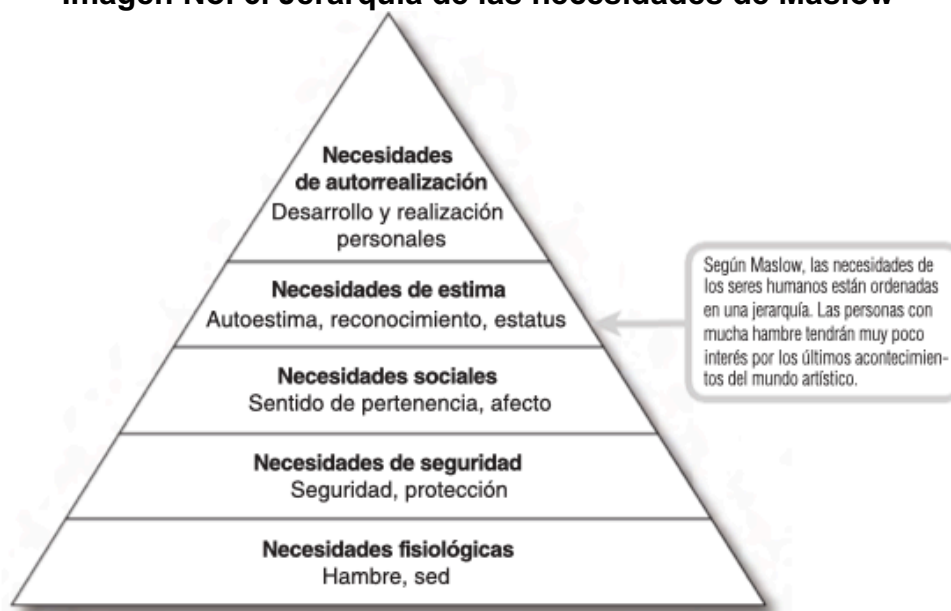 Imagen No. 6. Jerarquía de las necesidades de Maslow
Necesidades
de autorrealización
Desarrollo y realización
personales
Necesidades de estima
Autoestima, reconocimiento, estatus
Necesidades sociales
Sentido de pertenencia, afecto
Necesidades de seguridad
Seguridad, protección
Necesidades fisiológicas
Hambre, sed
Según Maslow, las necesidades de
los seres humanos están ordenadas
en una jerarquía. Las personas con
mucha hambre tendrán muy poco
interés por los últimos acontecimien-
tos del mundo artístico.